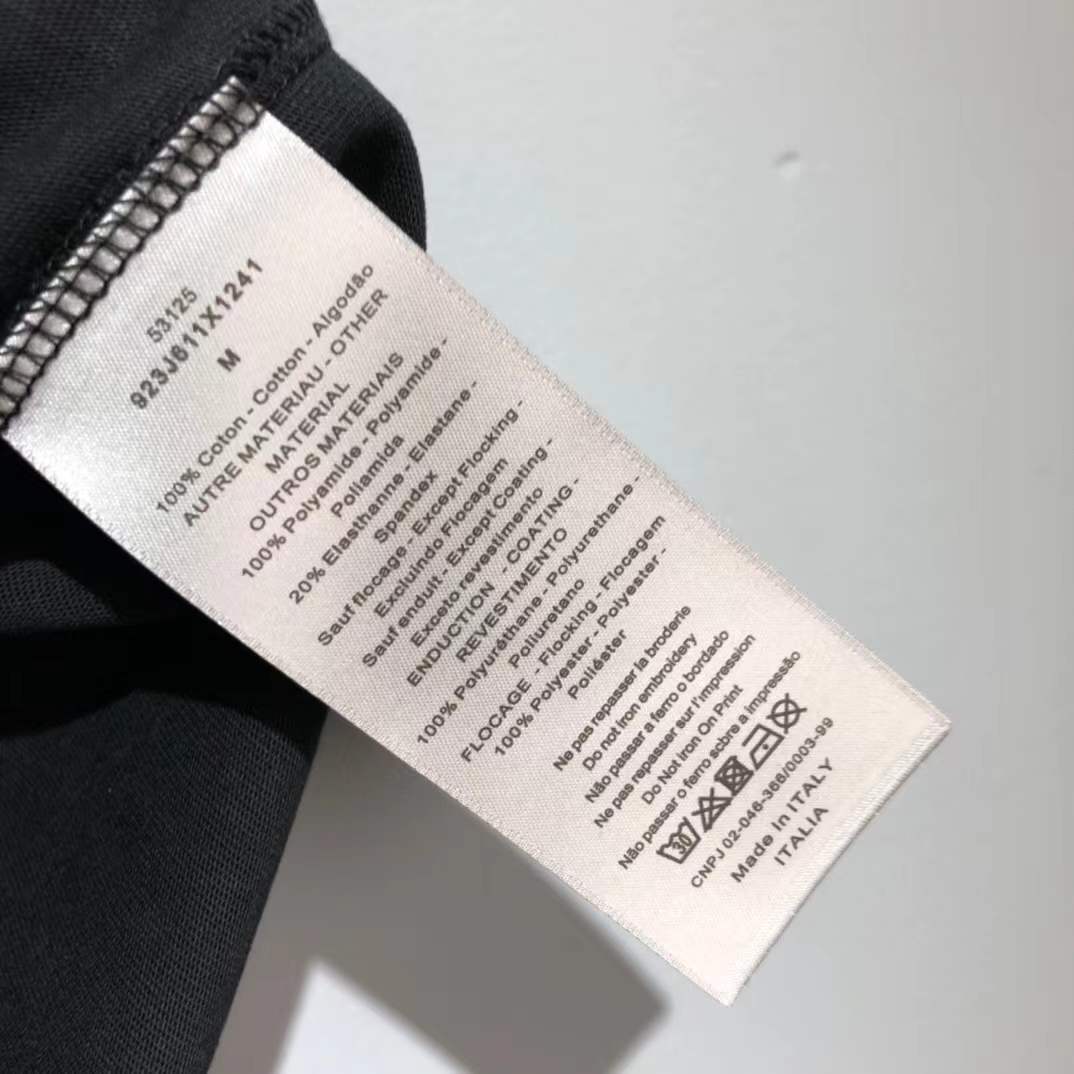 53125
923J611X1241
M
100% Coton - Cotton - Algodão
AUTRE MATERIAU - OTHER
MATERIAL
OUTROS MATERIAIS
100% Polyamide - Polyamide -
Poliamida
20% Elasthanne - Elastane -
Spandex
Sauf flocage - Except Flocking -
Excluindo Flocagem
Sauf enduit - Except Coating -
Exceto revestimento
ENDUCTION - COATING -
REVESTIMENTO
100% Polyuréthane - Polyurethane -
Poliuretano
FLOCAGE - Flocking - Flocagem
100% Polyester - Polyester -
Poliéster
Ne pas repasser la broderie
Do not iron embroidery
Não passar a ferro o bordado
Ne pas repasser sur l'impression
Do Not Iron On Print
Não passar o ferro sobre a impressão
30
CNPJ 02-046-366/0003-99
Made In ITALY
ITALIA